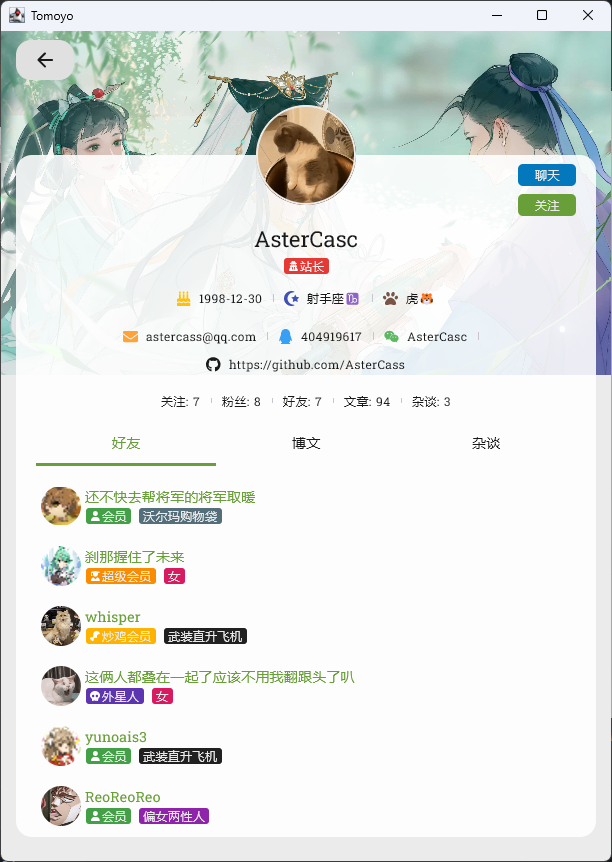 Tomoyo
聊天
关注
AsterCasc
站长
1998-12-30 射手座 虎
astercass@qq.com 404919617 AsterCasc
https://github.com/AsterCass
关注: 7 粉丝: 8 好友: 7 文章: 94 杂谈: 3
好友 博文 杂谈
还不快去帮将军的将军取暖
会员 沃尔玛购物袋
刹那握住了未来
超级会员 女
whisper
炒鸡会员 武装直升飞机
这俩人都叠在一起了应该不用我翻跟头了叭
外星人 女
yunoais3
会员 武装直升飞机
ReoReoReo
会员 偏女两性人